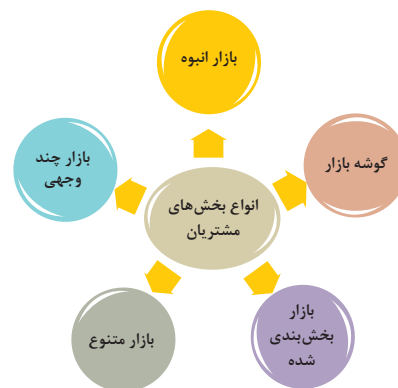 بازار انبوه
گوشه بازار
بازار چند
وجهی
انواع بخش‌های
مشتریان
بازار
بخش‌بندی
شده
بازار متنوع